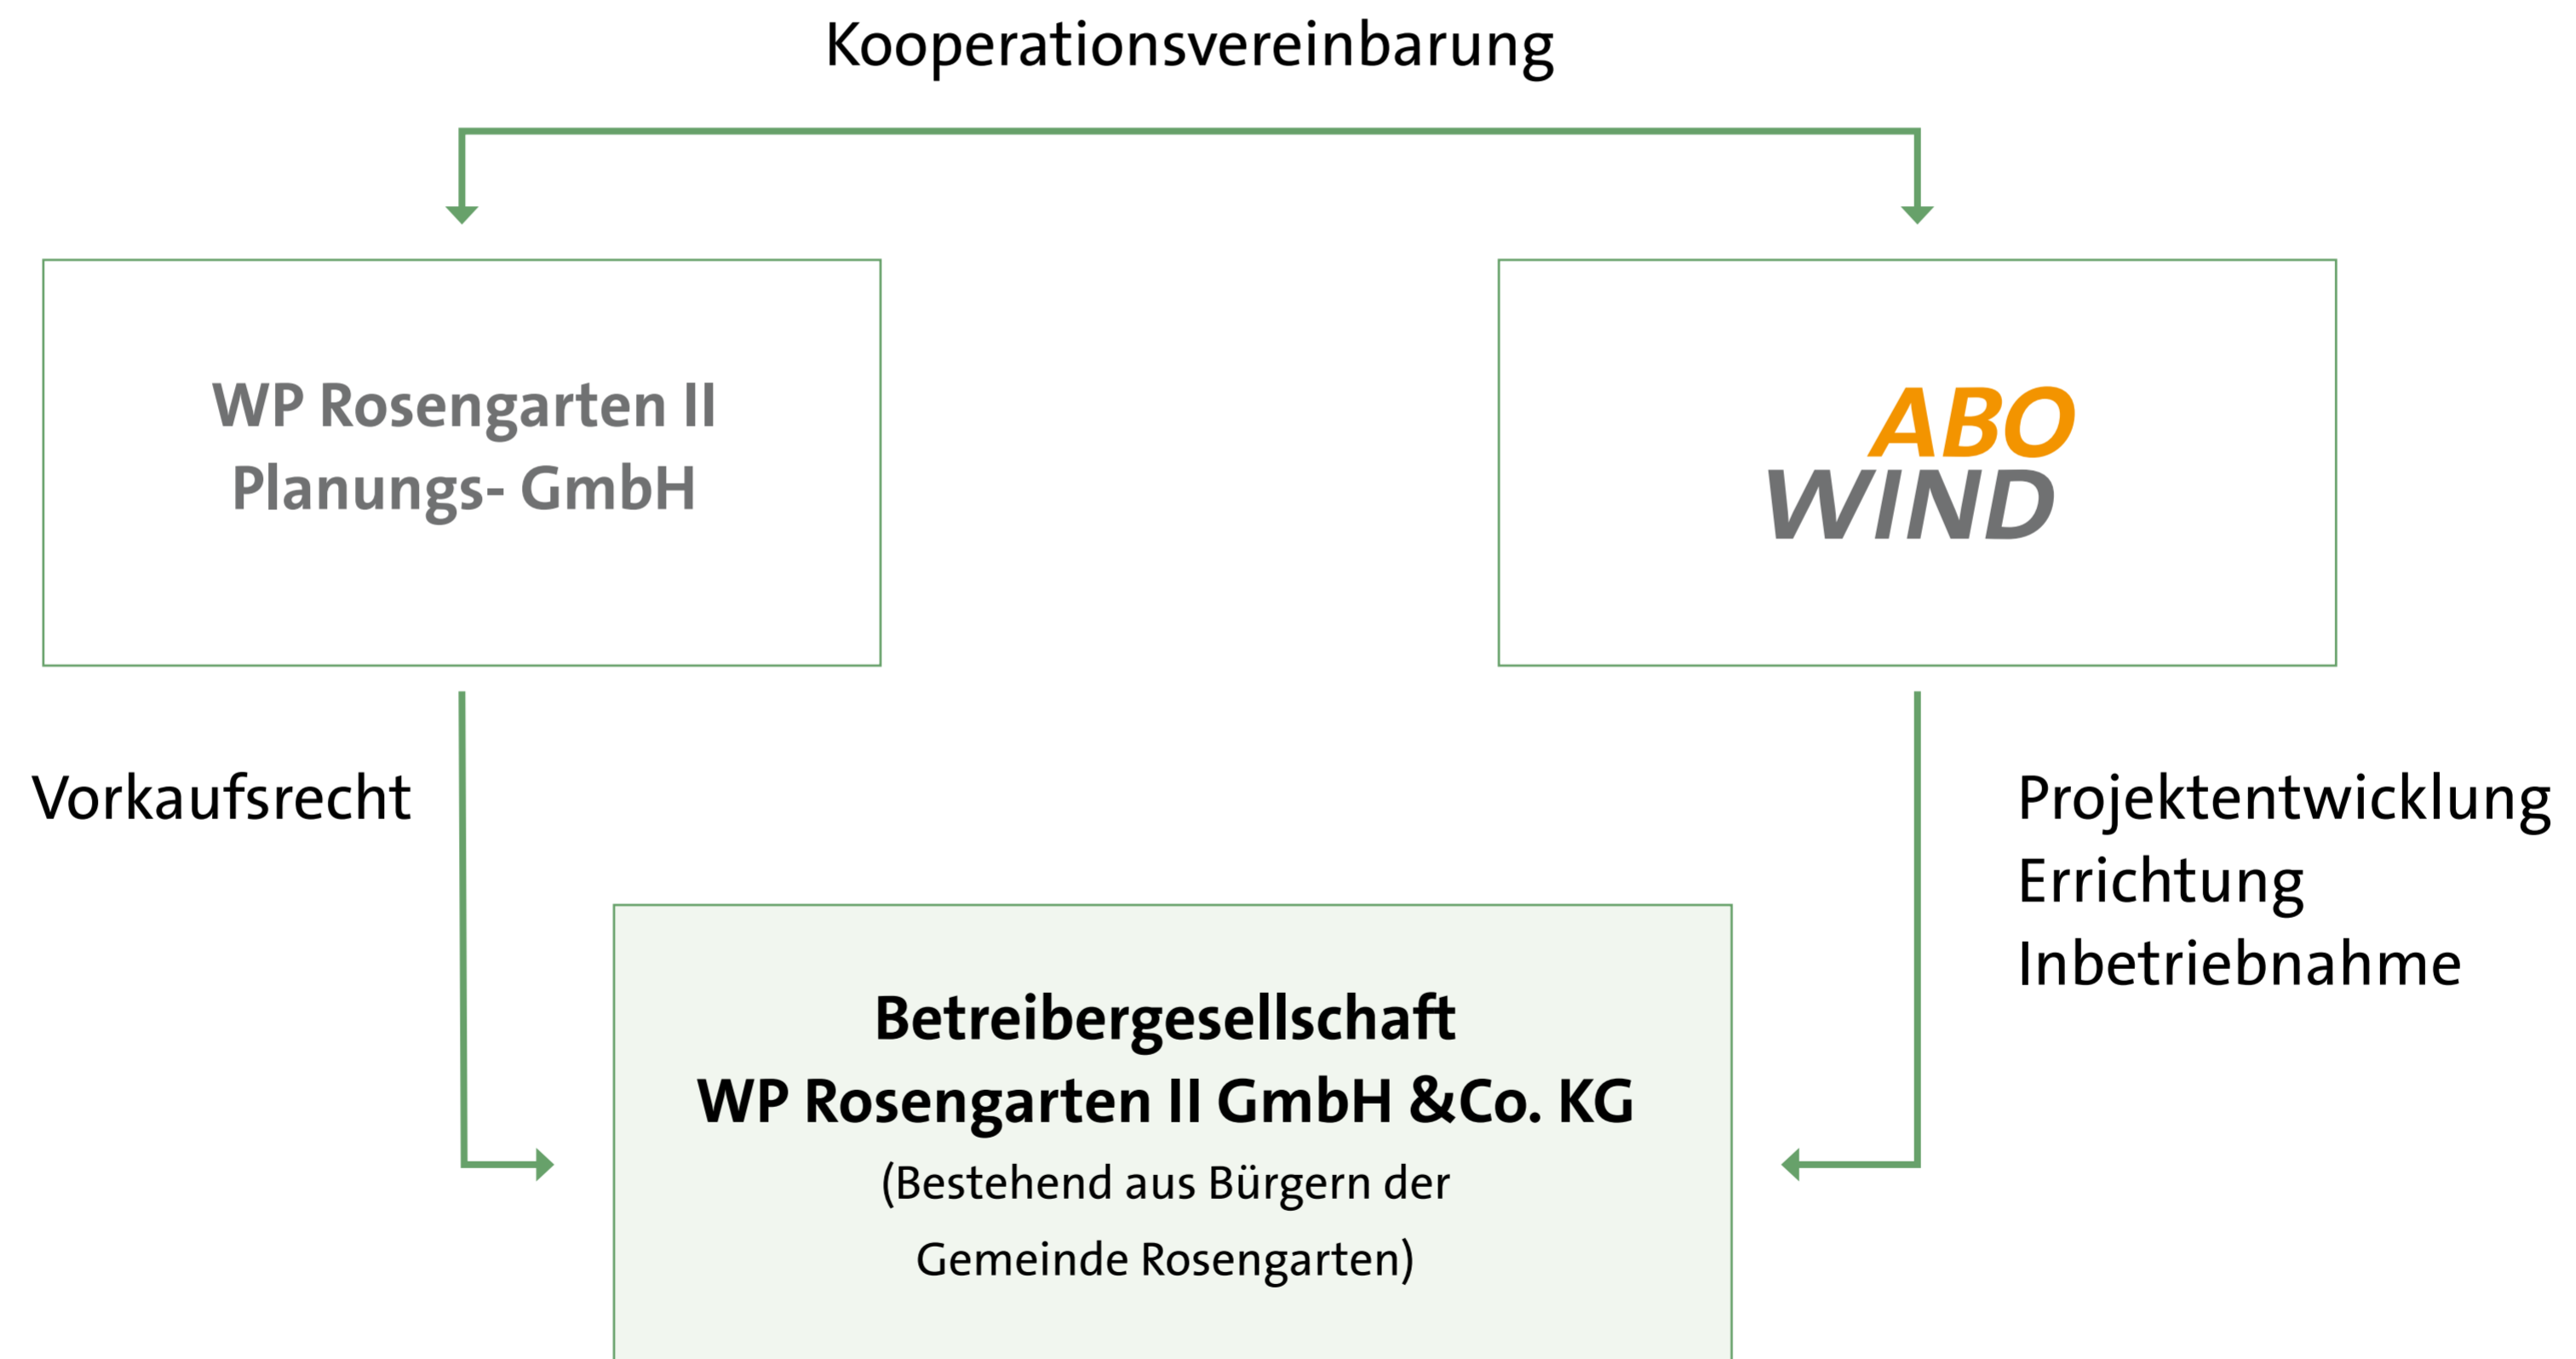 Kooperationsvereinbarung
WP Rosengarten II
Planungs- GmbH
ABO
WIND
Vorkaufsrecht
Projektentwicklung
Errichtung
Inbetriebnahme
Betreibergesellschaft
WP Rosengarten II GmbH &Co. KG
(Bestehend aus Bürgern der
Gemeinde Rosengarten)